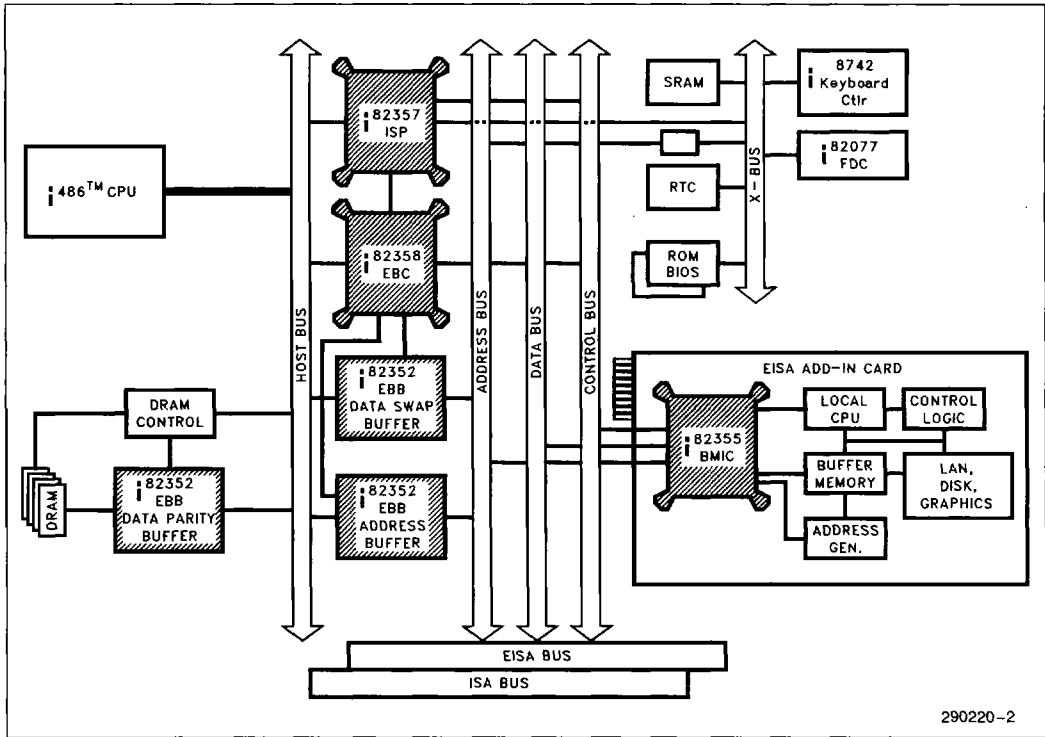 i 82357
ISP
SRAM
i 8742
Keyboard
Ctlr
i 82077
FDC
RTC
X-BUS
ROM
BIOS
i486™ CPU
i 82358
EBC
HOST BUS
ADDRESS BUS
DATA BUS
CONTROL BUS
i 82352
EBB
DATA SWAP
BUFFER
DRAM
CONTROL
DRAM
i 82352
EBB
DATA PARITY
BUFFER
i 82352
EBB
ADDRESS
BUFFER
EISA ADD-IN CARD
i 82355
BMIC
LOCAL
CPU
CONTROL
LOGIC
BUFFER
MEMORY
LAN,
DISK,
GRAPHICS
ADDRESS
GEN.
EISA BUS
ISA BUS
290220-2